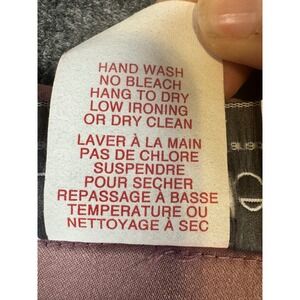 HAND WASH
NO BLEACH
HANG TO DRY
LOW IRONING
OR DRY CLEAN
LAVER À LA MAIN
PAS DE CHLORE
SUSPENDRE
POUR SECHER
REPASSAGE À BASSE
TEMPERATURE OU
NETTOYAGE À SEC